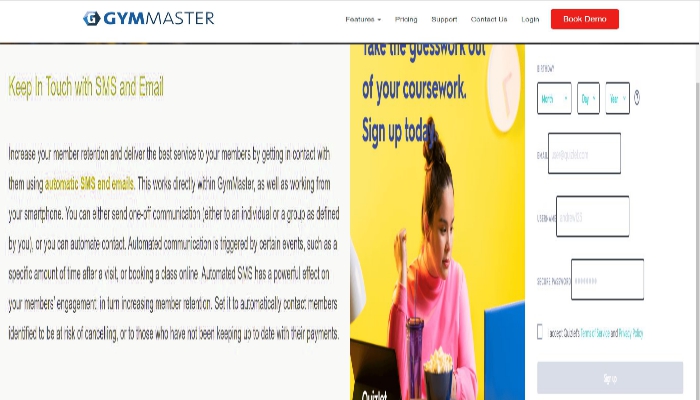 GYMMASTER
Features Pricing Support Contact Us Login Book Demo
Keep In Touch with SMS and Email
Increase your member retention and deliver the best service to your members by getting in contact with
them using automatic SMS and emails. This works directly within GymMaster, as well as working from
your smartphone. You can either send one-off communication (either to an individual or a group as defined
by you), or you can automate contact. Automated communication is triggered by certain events, such as a
specific amount of time after a visit, or booking a class online. Automated SMS has a powerful effect on
your members' engagement, in turn increasing member retention. Set it to automatically contact members
identified to be at risk of cancelling, or to those who have not been keeping up to date with their payments.
Take the guesswork out
of your coursework.
Sign up today.
Quizlet
BIRTHDAY
Month Day Year ?
EMAIL user@quizlet.com
USERNAME andrew123
SECURE PASSWORD ••••••••
I accept Quizlet's Terms of Service and Privacy Policy
Sign up